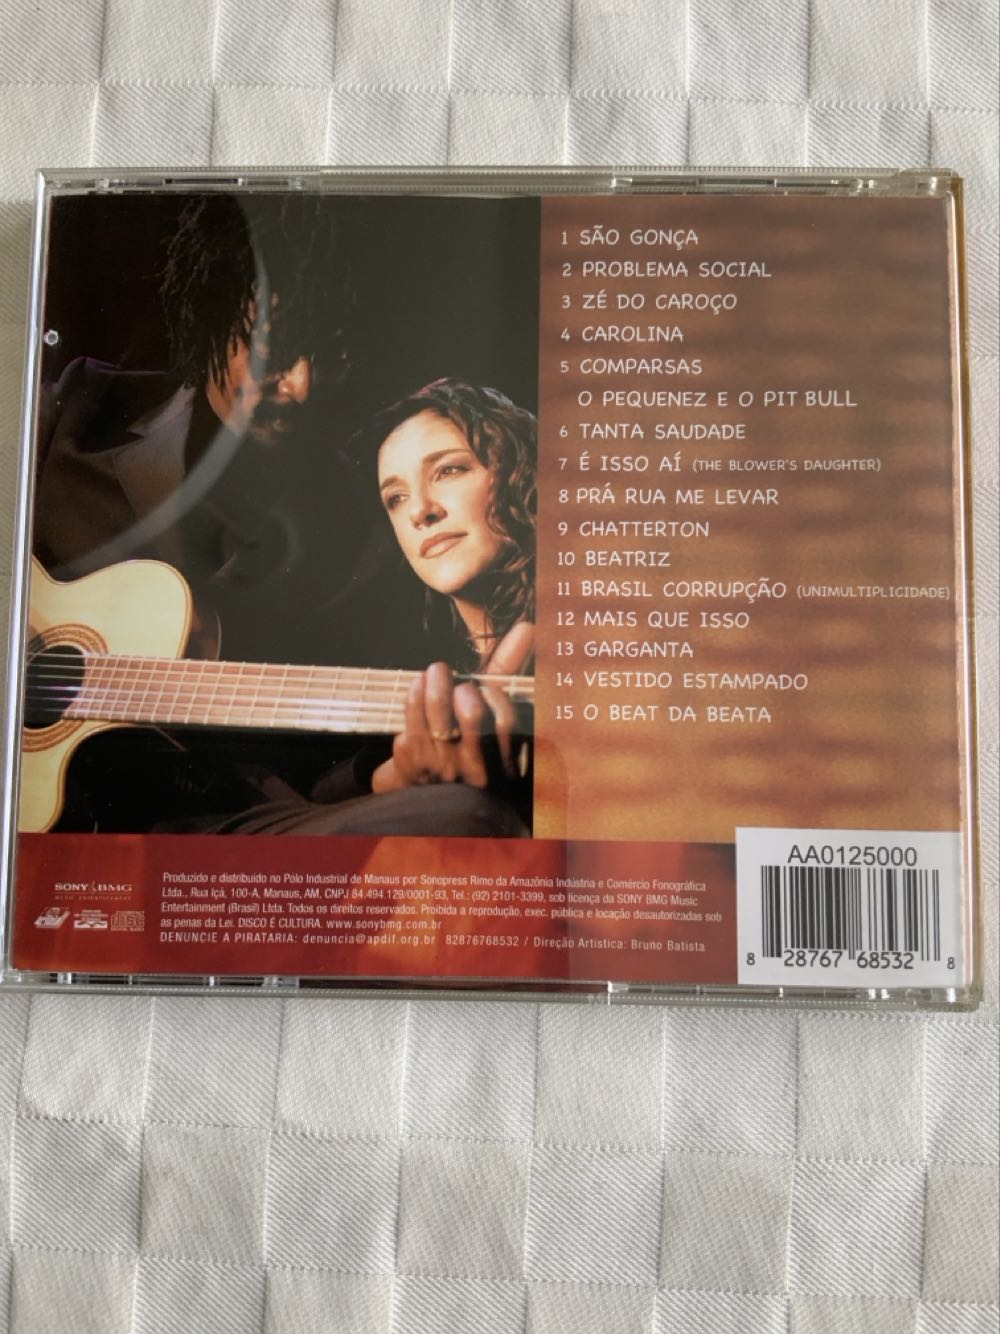 1 SÃO GONÇA
2 PROBLEMA SOCIAL
3 ZÉ DO CAROÇO
4 CAROLINA
5 COMPARSAS
O PEQUENEZ E O PIT BULL
6 TANTA SAUDADE
7 É ISSO AÍ (THE BLOWER'S DAUGHTER)
8 PRÁ RUA ME LEVAR
9 CHATTERTON
10 BEATRIZ
11 BRASIL CORRUPÇÃO (UNIMULTIPLICIDADE)
12 MAIS QUE ISSO
13 GARGANTA
14 VESTIDO ESTAMPADO
15 O BEAT DA BEATA
SONY BMG
MUSIC ENTERTAINMENT
Produzido e distribuido no Pólo Industrial de Manaus por Sonopress Rimo da Amazônia Indústria e Comércio Fonográfica
Ltda., Rua Içá, 100-A, Manaus, AM, CNPJ 84.494.129/0001-93, Tel.: (92) 2101-3399, sob licença da SONY BMG Music
Entertainment (Brasil) Ltda. Todos os direitos reservados. Proibida a reprodução, exec. pública e locação desautorizadas sob
as penas da Lei. DISCO É CULTURA. www.sonybmg.com.br
DENUNCIE A PIRATARIA: denuncia@apdif.org.br 82876768532 / Direção Artistica: Bruno Batista
AA0125000
8 28767 68532 8